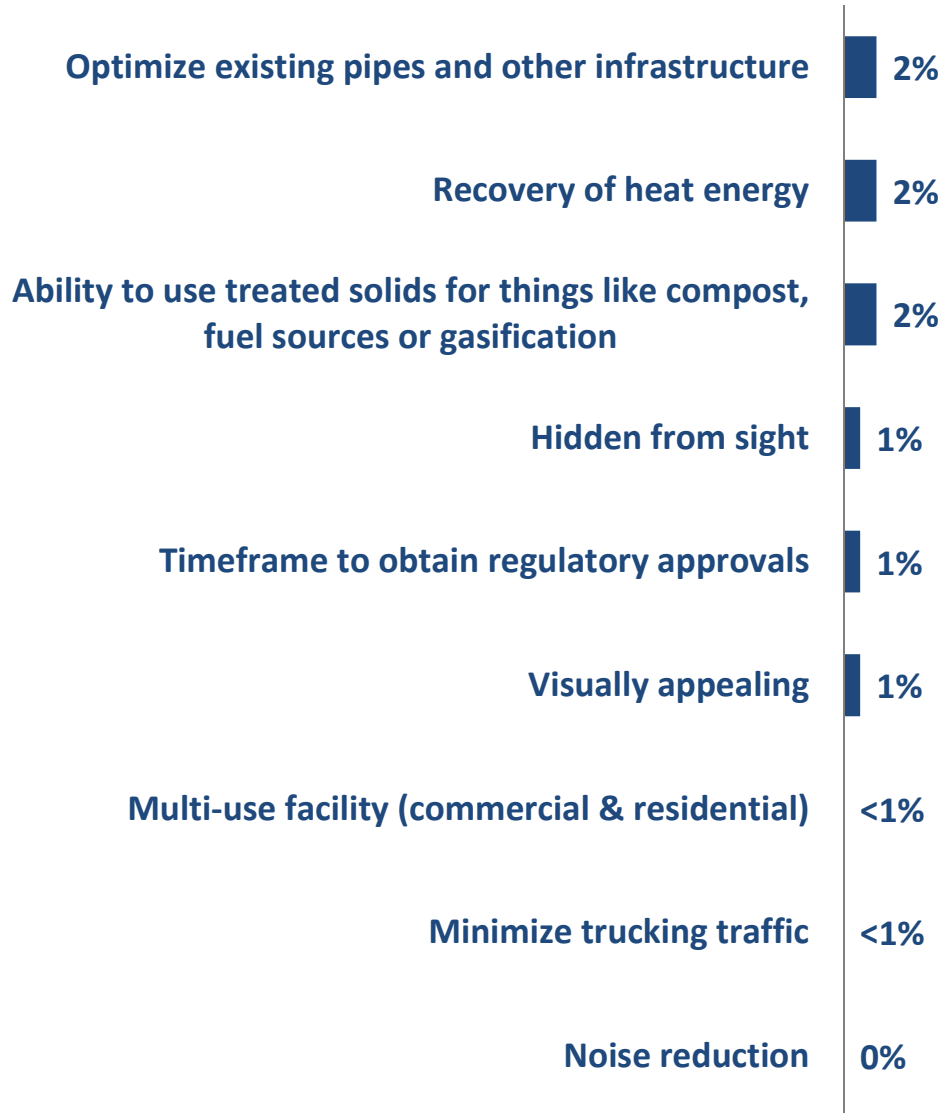 Optimize existing pipes and other infrastructure 2%
Recovery of heat energy 2%
Ability to use treated solids for things like compost,
fuel sources or gasification 2%
Hidden from sight 1%
Timeframe to obtain regulatory approvals 1%
Visually appealing 1%
Multi-use facility (commercial & residential) <1%
Minimize trucking traffic <1%
Noise reduction 0%